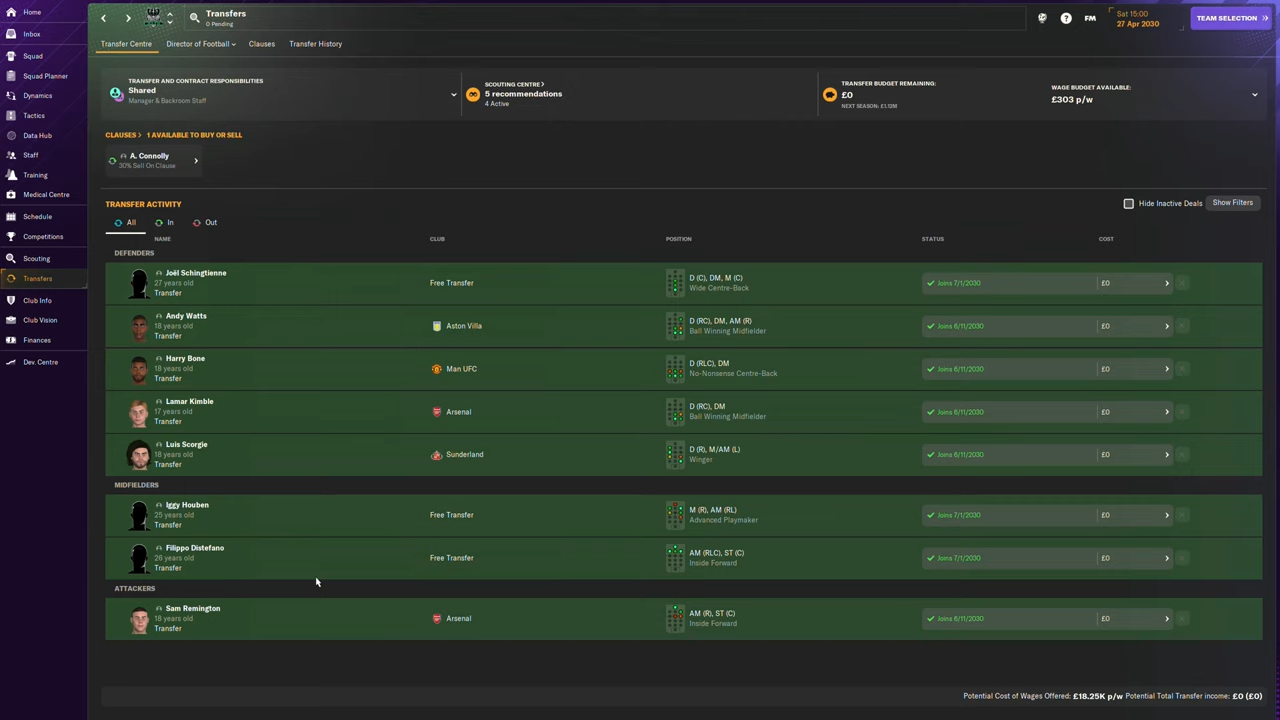 Home
Inbox
Squad
Squad Planner
Dynamics
Tactics
Data Hub
Staff
Training
Medical Centre
Schedule
Competitions
Scouting
Transfers
Club Info
Club Vision
Finances
Dev. Centre
Transfers
0 Pending
FM
Sat 15:00
27 Apr 2030
TEAM SELECTION
Transfer Centre
Director of Football
Clauses
Transfer History
TRANSFER AND CONTRACT RESPONSIBILITIES
Shared
Manager & Backroom Staff
SCOUTING CENTRE >
5 recommendations
4 Active
TRANSFER BUDGET REMAINING:
£0
NEXT SEASON: £1.12M
WAGE BUDGET AVAILABLE:
£303 p/w
CLAUSES > 1 AVAILABLE TO BUY OR SELL
A. Connolly
30% Sell On Clause
TRANSFER ACTIVITY
Hide Inactive Deals
Show Filters
All In Out
NAME CLUB POSITION STATUS COST
DEFENDERS
Joël Schingtienne
27 years old
Transfer
Free Transfer
D (C), DM, M (C)
Wide Centre-Back
Joins 7/1/2030
£0
Andy Watts
18 years old
Transfer
Aston Villa
D (RC), DM, AM (R)
Ball Winning Midfielder
Joins 6/11/2030
£0
Harry Bone
18 years old
Transfer
Man UFC
D (RLC), DM
No-Nonsense Centre-Back
Joins 6/11/2030
£0
Lamar Kimble
17 years old
Transfer
Arsenal
D (RC), DM
Ball Winning Midfielder
Joins 6/11/2030
£0
Luis Scorgie
18 years old
Transfer
Sunderland
D (R), M/AM (L)
Winger
Joins 6/11/2030
£0
MIDFIELDERS
Iggy Houben
25 years old
Transfer
Free Transfer
M (R), AM (RL)
Advanced Playmaker
Joins 7/1/2030
£0
Filippo Distefano
26 years old
Transfer
Free Transfer
AM (RLC), ST (C)
Inside Forward
Joins 7/1/2030
£0
ATTACKERS
Sam Remington
18 years old
Transfer
Arsenal
AM (R), ST (C)
Inside Forward
Joins 6/11/2030
£0
Potential Cost of Wages Offered: £18.25K p/w Potential Total Transfer income: £0 (£0)